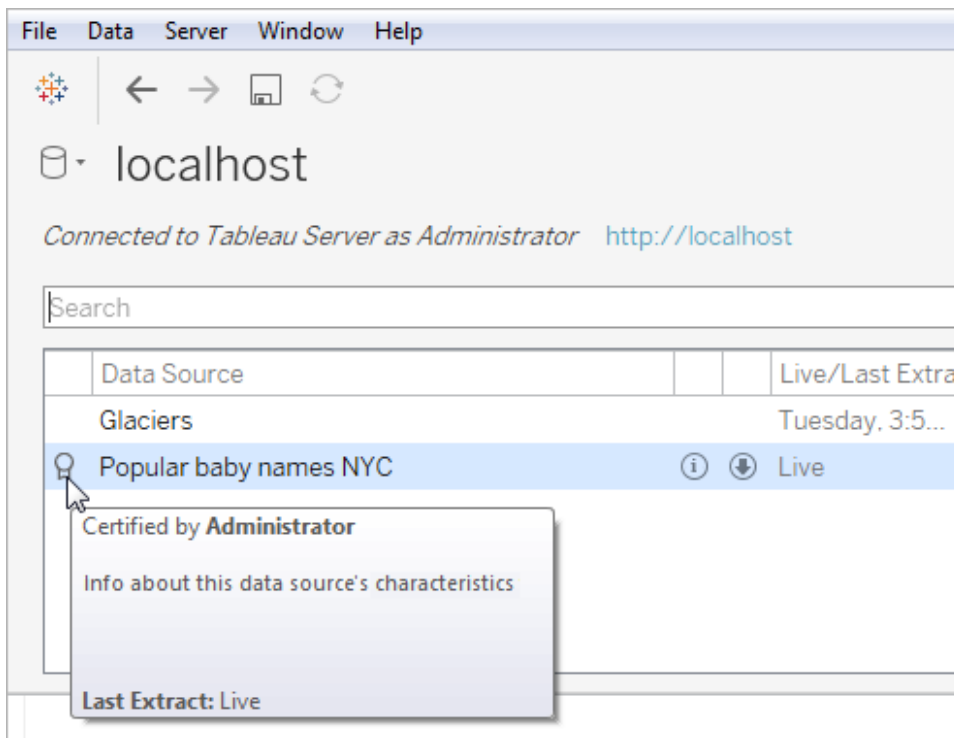 File Data Server Window Help
localhost
Connected to Tableau Server as Administrator http://localhost
Search
Data Source Live/Last Extra
Glaciers Tuesday, 3:5...
Popular baby names NYC Live
Certified by Administrator
Info about this data source's characteristics
Last Extract: Live